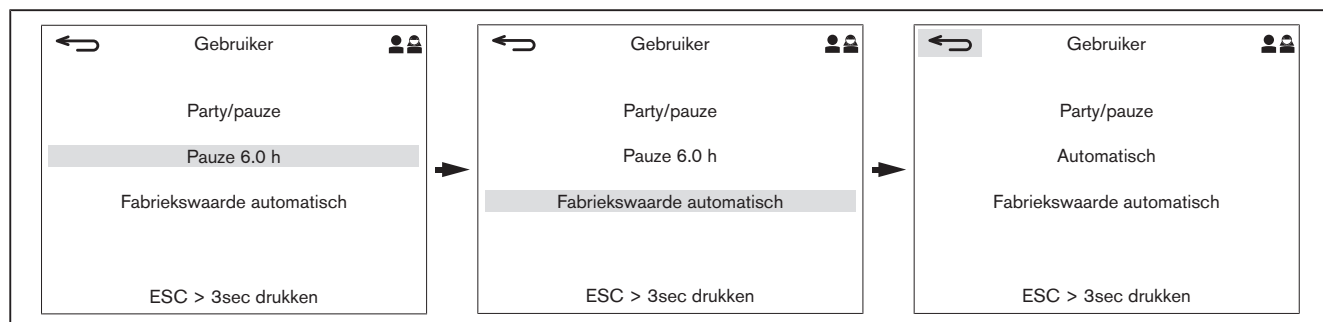 Gebruiker
Party/pauze
Pauze 6.0 h
Fabriekswaarde automatisch
ESC > 3sec drukken
Gebruiker
Party/pauze
Pauze 6.0 h
Fabriekswaarde automatisch
ESC > 3sec drukken
Gebruiker
Party/pauze
Automatisch
Fabriekswaarde automatisch
ESC > 3sec drukken